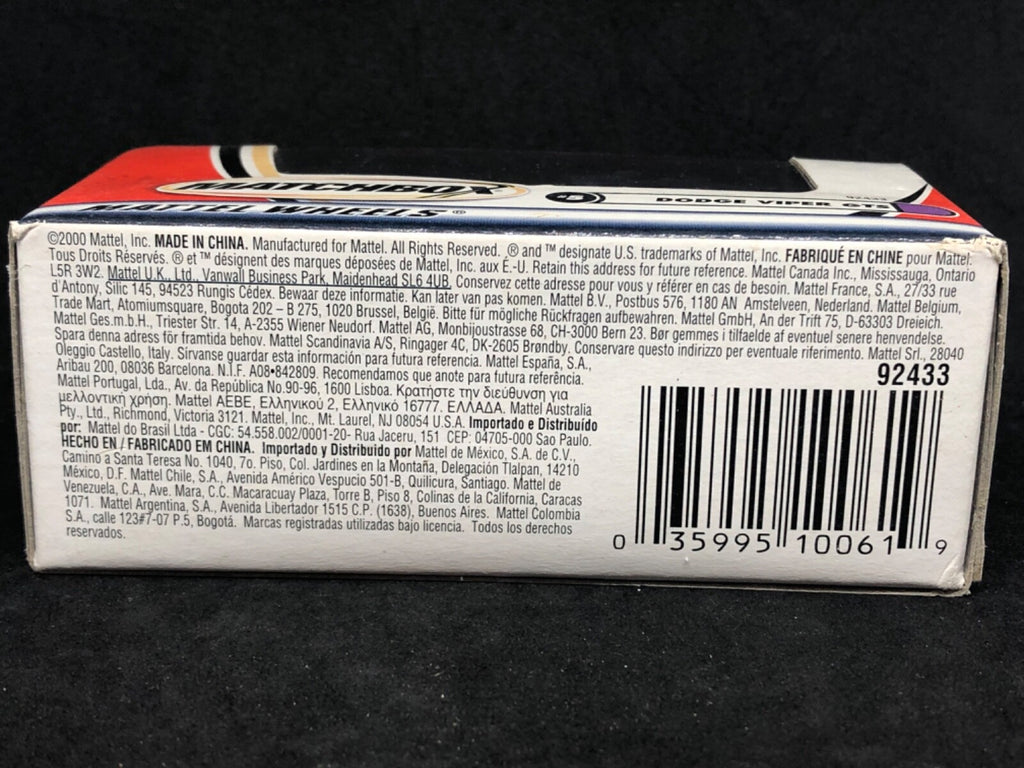 MATCHBOX
MATTEL WHEELS®
#5
DODGE VIPER GTS
92433
©2000 Mattel, Inc. MADE IN CHINA. Manufactured for Mattel. All Rights Reserved. ® and ™ designate U.S. trademarks of Mattel, Inc. FABRIQUÉ EN CHINE pour Mattel.
Tous Droits Réservés. ® et ™ désignent des marques déposées de Mattel, Inc. aux É.-U. Retain this address for future reference. Mattel Canada Inc., Mississauga, Ontario
L5R 3W2. Mattel U.K., Ltd., Vanwall Business Park, Maidenhead SL6 4UB. Conservez cette adresse pour vous y référer en cas de besoin. Mattel France, S.A., 27/33 rue
d'Antony, Silic 145, 94523 Rungis Cédex. Bewaar deze informatie. Kan later van pas komen. Mattel B.V., Postbus 576, 1180 AN Amstelveen, Nederland. Mattel Belgium,
Trade Mart, Atomiumsquare, Bogota 202 – B 275, 1020 Brussel, België. Bitte für mögliche Rückfragen aufbewahren. Mattel GmbH, An der Trift 75, D-63303 Dreieich.
Mattel Ges.m.b.H., Triester Str. 14, A-2355 Wiener Neudorf. Mattel AG, Monbijoustrasse 68, CH-3000 Bern 23. Bør gemmes i tilfaelde af eventuel senere henvendelse.
Spara denna adress för framtida behov. Mattel Scandinavia A/S, Ringager 4C, DK-2605 Brøndby. Conservare questo indirizzo per eventuale riferimento. Mattel Srl., 28040
Oleggio Castello, Italy. Sirvanse guardar esta información para futura referencia. Mattel España, S.A.,
Aribau 200, 08036 Barcelona. N.I.F. A08•842809. Recomendamos que anote para futura referência.
Mattel Portugal, Lda., Av. da República No.90-96, 1600 Lisboa. Κρατήστε την διεύθυνση για
μελλοντική χρήση. Mattel AEBE, Ελληνικού 2, Ελληνικό 16777. ΕΛΛΑΔΑ. Mattel Australia
Pty., Ltd., Richmond, Victoria 3121. Mattel, Inc., Mt. Laurel, NJ 08054 U.S.A. Importado e Distribuído
por: Mattel do Brasil Ltda - CGC: 54.558.002/0001-20- Rua Jaceru, 151 CEP: 04705-000 Sao Paulo.
HECHO EN / FABRICADO EM CHINA. Importado y Distribuido por Mattel de México, S.A. de C.V.,
Camino a Santa Teresa No. 1040, 7o. Piso, Col. Jardines en la Montaña, Delegación Tlalpan, 14210
México, D.F. Mattel Chile, S.A., Avenida Américo Vespucio 501-B, Quilicura, Santiago. Mattel de
Venezuela, C.A., Ave. Mara, C.C. Macaracuay Plaza, Torre B, Piso 8, Colinas de la California, Caracas
1071. Mattel Argentina, S.A., Avenida Libertador 1515 C.P. (1638), Buenos Aires. Mattel Colombia
S.A., calle 123#7-07 P.5, Bogotá. Marcas registradas utilizadas bajo licencia. Todos los derechos
reservados.
92433
0 35995 10061 9